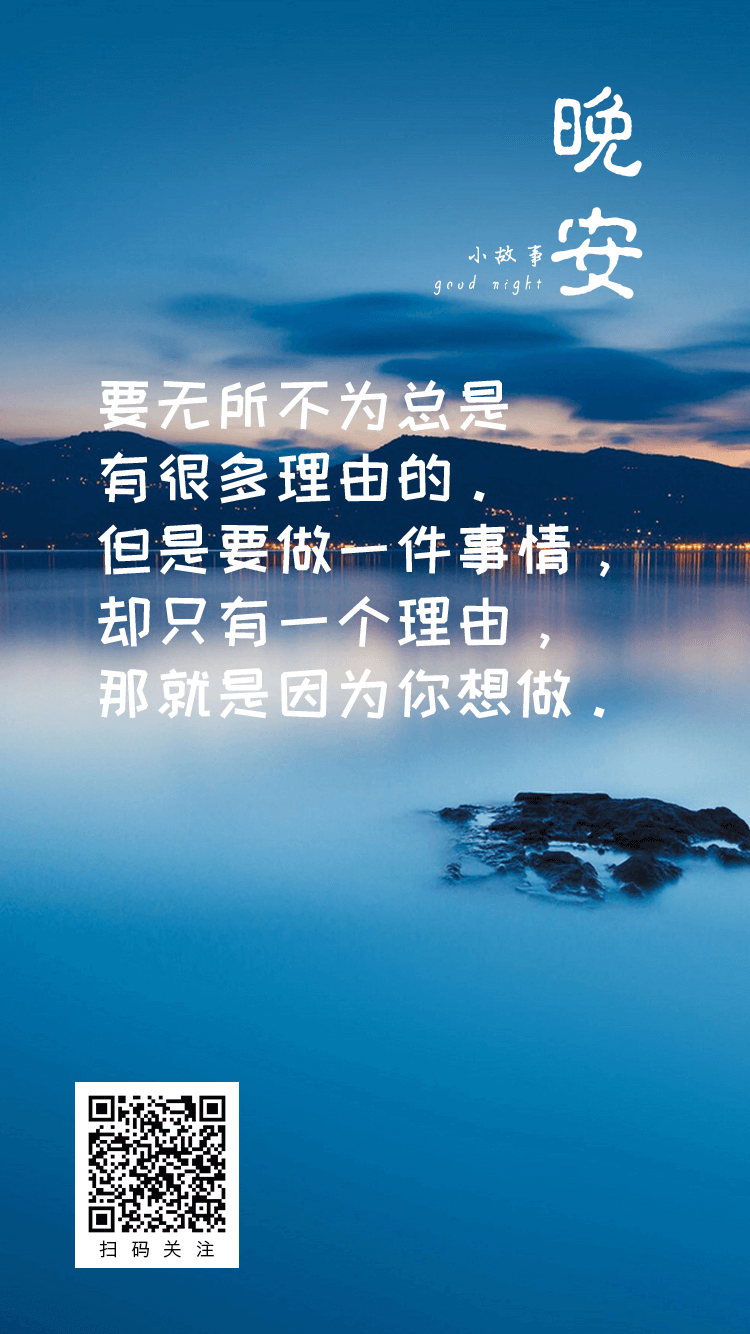 晚安
小故事
good night
要无所不为总是
有很多理由的。
但是要做一件事情，
却只有一个理由，
那就是因为你想做。
扫码关注